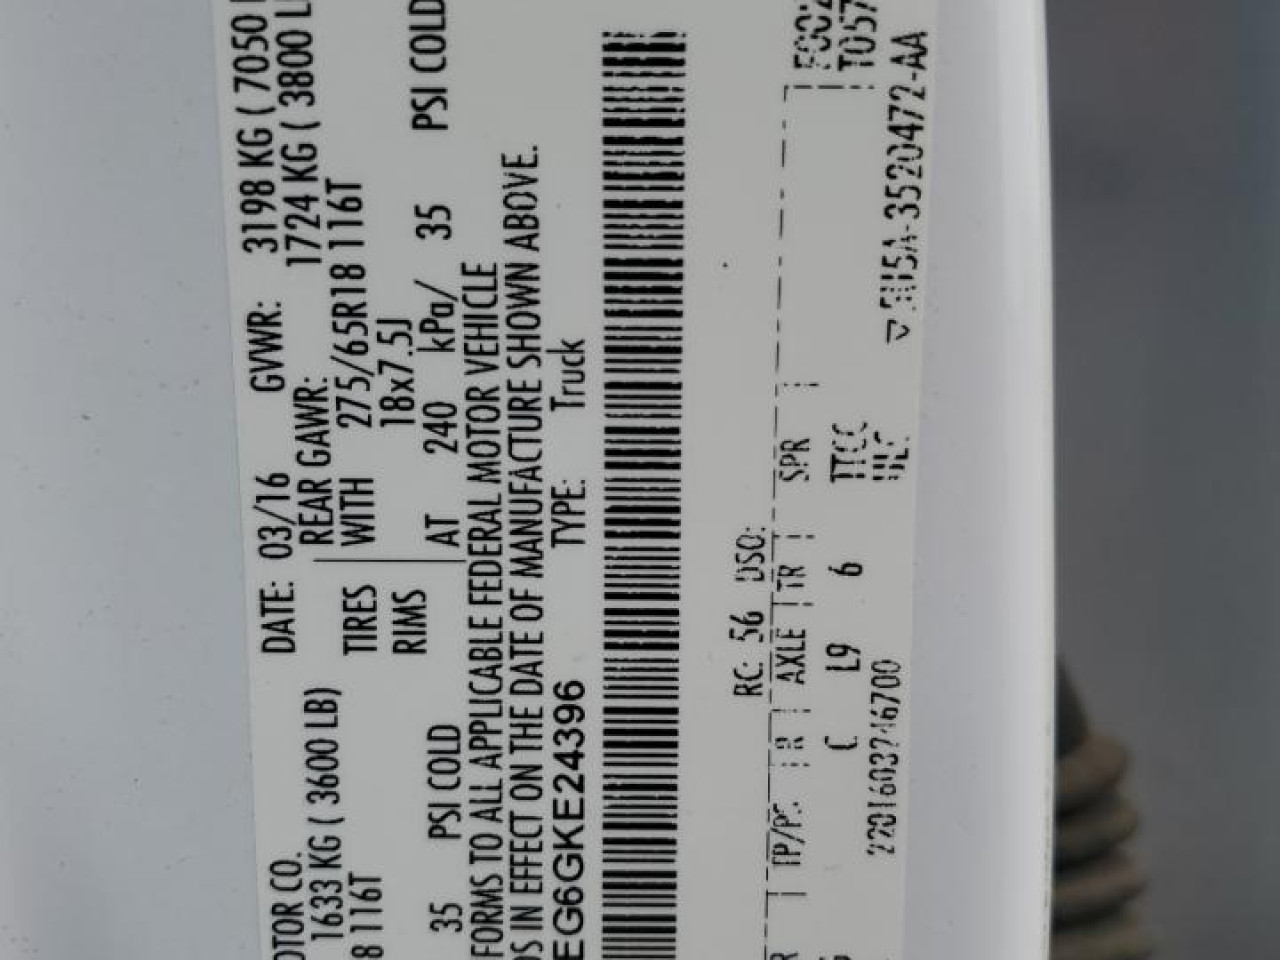 OTOR CO. DATE: 03/16 GVWR: 3198 KG ( 7050
1633 KG ( 3600 LB) REAR GAWR: 1724 KG ( 3800 L
8 116T TIRES WITH 275/65R18 116T
RIMS 18x7.5J
35 PSI COLD AT 240 kPa/ 35 PSI COLD
FORMS TO ALL APPLICABLE FEDERAL MOTOR VEHICLE
DS IN EFFECT ON THE DATE OF MANUFACTURE SHOWN ABOVE.
EG6GKE24396 TYPE: Truck
RC: 56 DSO:
R TP/PS R AXLE TR SPR
C L9 6 T057
-3520472-AA